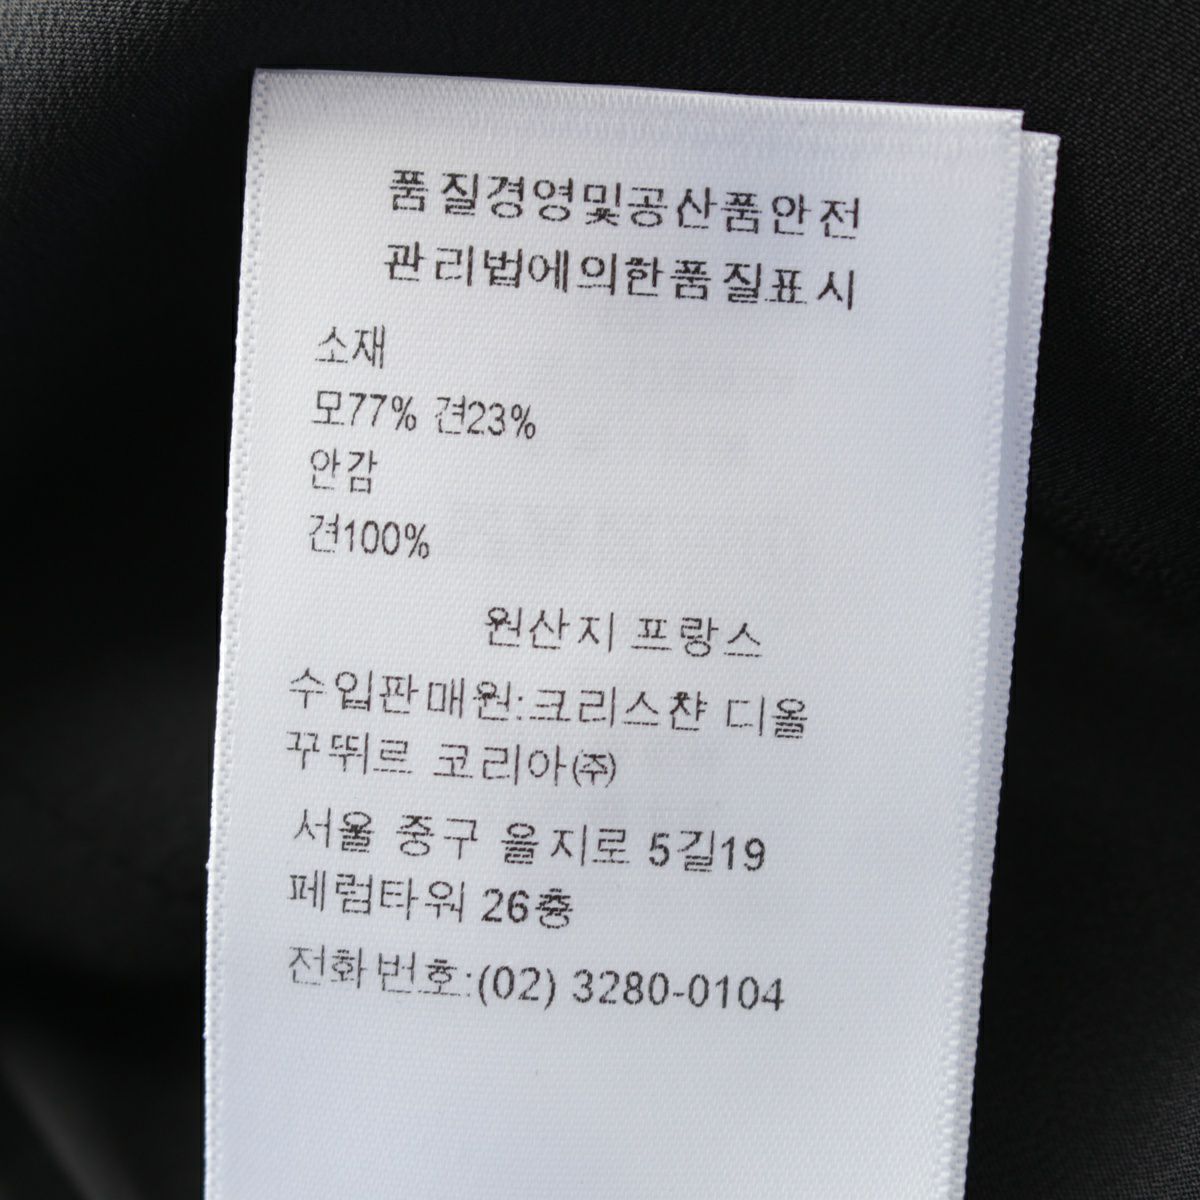 품질경영및공산품안전
관리법에의한품질표시
소재
모77% 견23%
안감
견100%
원산지 프랑스
수입판매원:크리스챤 디올
꾸뛰르 코리아㈜
서울 중구 을지로 5길19
페럼타워 26층
전화번호:(02) 3280-0104